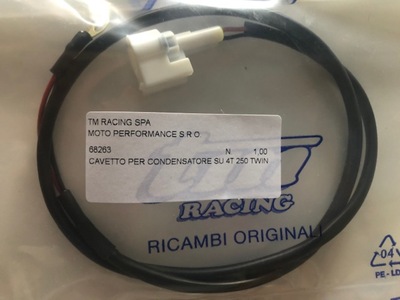 TM RACING SPA
MOTO PERFORMANCE S R O
68263 N 1,00
CAVETTO PER CONDENSATORE SU 4T 250 TWIN
RACING
RICAMBI ORIGINALI
04
PE-LD